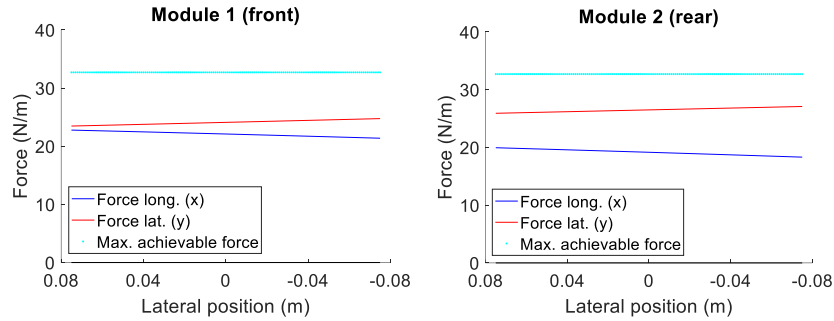 Module 1 (front)
Force (N/m)
40
30
20
10
0
0.08 0.04 0 -0.04 -0.08
Lateral position (m)
Force long. (x)
Force lat. (y)
Max. achievable force
Module 2 (rear)
Force (N/m)
40
30
20
10
0
0.08 0.04 0 -0.04 -0.08
Lateral position (m)
Force long. (x)
Force lat. (y)
Max. achievable force